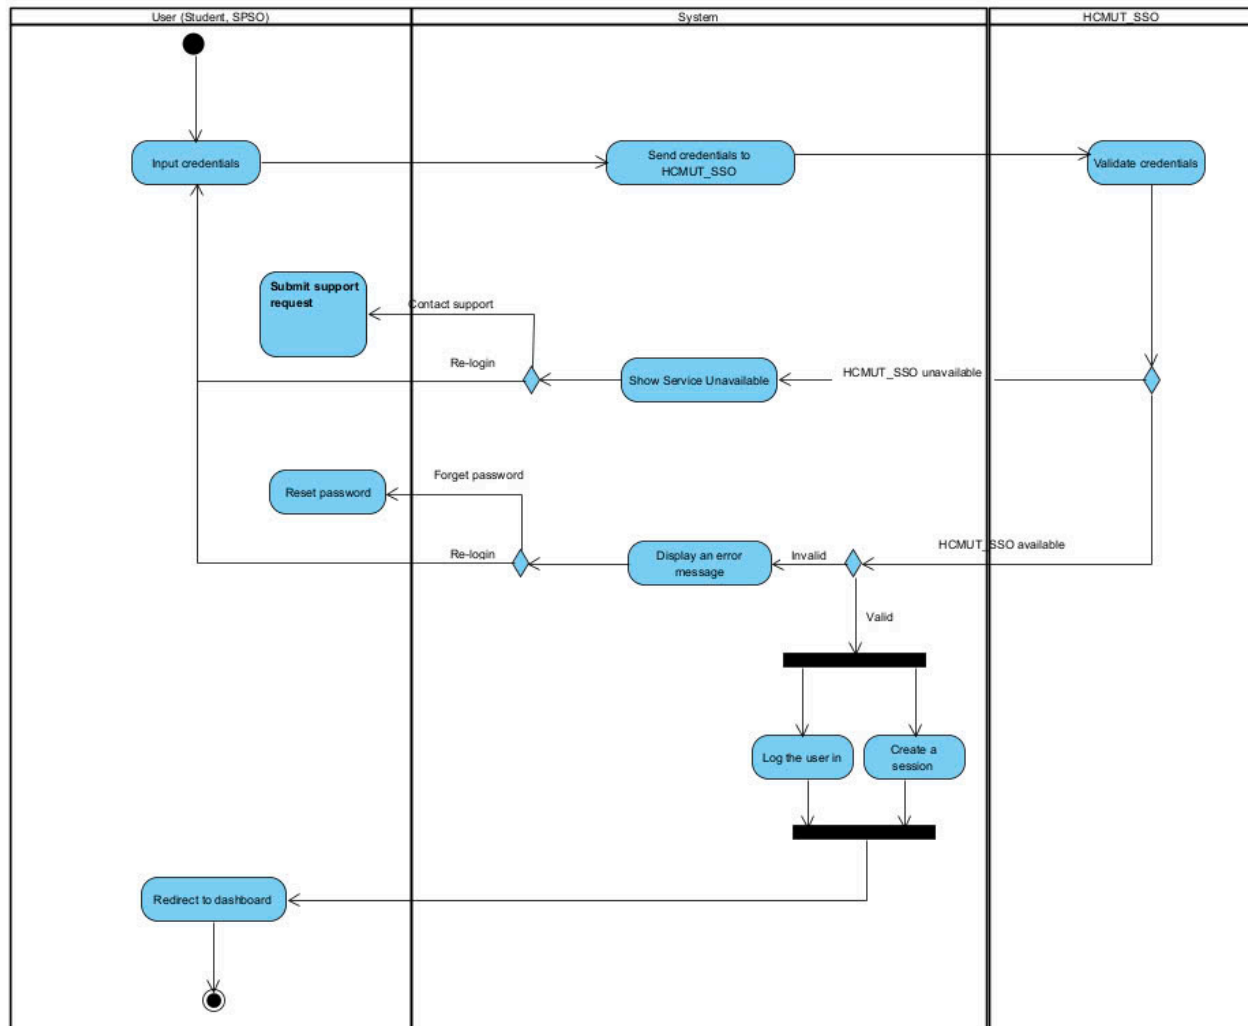 User (Student, SPSO)
System
HCMUT_SSO
Input credentials
Send credentials to
HCMUT_SSO
Validate credentials
Submit support
request
Contact support
Re-login
Show Service Unavailable
HCMUT_SSO unavailable
Forget password
Reset password
Re-login
Display an error
message
Invalid
HCMUT_SSO available
Valid
Log the user in
Create a
session
Redirect to dashboard